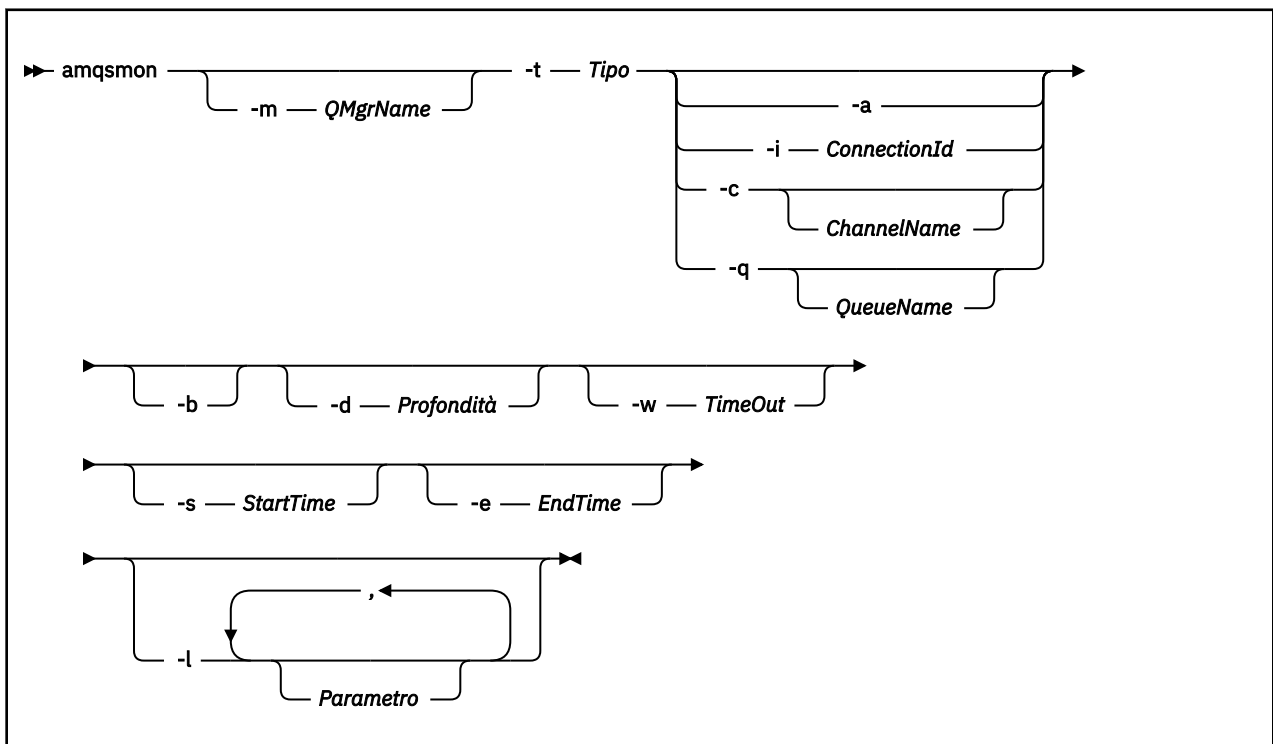 amqsmon -t Tipo
-m QMgrName
-a
-i ConnectionId
-c
ChannelName
-q
QueueName
-b -d Profondità -w TimeOut
-s StartTime -e EndTime
,
-l
Parametro